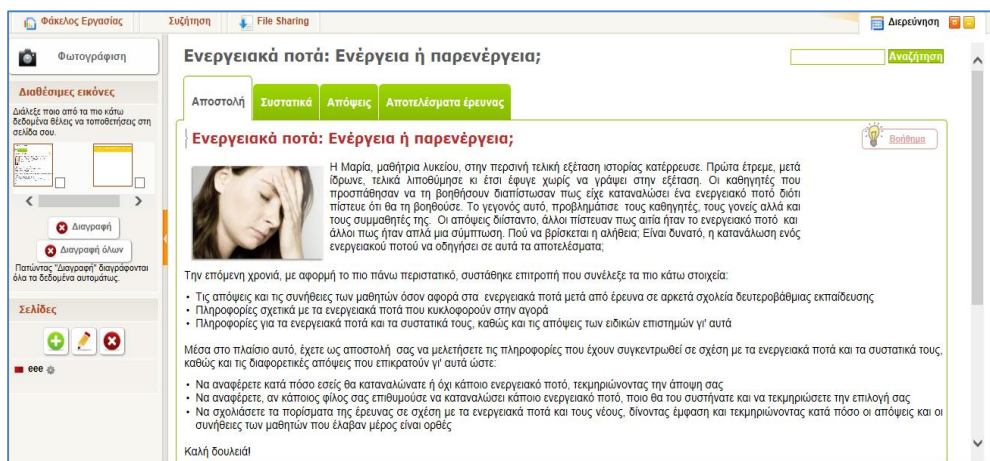 Φάκελος Εργασίας
Συζήτηση
File Sharing
Διερεύνηση
Φωτογράφιση
Διαθέσιμες εικόνες
Διάλεξε ποιο από τα πιο κάτω
δεδομένα θέλεις να τοποθετήσεις στη
σελίδα σου.
Διαγραφή
Διαγραφή όλων
Πατώντας "Διαγραφή" διαγράφονται
όλα τα δεδομένα αυτομάτως.
Σελίδες
eee
Ενεργειακά ποτά: Ενέργεια ή παρενέργεια;
Αναζήτηση
Αποστολή
Συστατικά
Απόψεις
Αποτελέσματα έρευνας
Ενεργειακά ποτά: Ενέργεια ή παρενέργεια;
Βοήθημα
Η Μαρία, μαθήτρια λυκείου, στην περσινή τελική εξέταση ιστορίας κατέρρευσε. Πρώτα έτρεμε, μετά
ίδρωνε, τελικά λιποθύμησε κι έτσι έφυγε χωρίς να γράψει στην εξέταση. Οι καθηγητές που
προσπάθησαν να τη βοηθήσουν διαπίστωσαν πως είχε καταναλώσει ένα ενεργειακό ποτό διότι
πίστευε ότι θα τη βοηθούσε. Το γεγονός αυτό, προβλημάτισε τους καθηγητές, τους γονείς αλλά και
τους συμμαθητές της. Οι απόψεις διίσταντο, άλλοι πίστευαν πως αιτία ήταν το ενεργειακό ποτό και
άλλοι πως ήταν απλά μια σύμπτωση. Πού να βρίσκεται η αλήθεια; Είναι δυνατό, η κατανάλωση ενός
ενεργειακού ποτού να οδηγήσει σε αυτά τα αποτελέσματα;
Την επόμενη χρονιά, με αφορμή το πιο πάνω περιστατικό, συστάθηκε επιτροπή που συνέλεξε τα πιο κάτω στοιχεία:
• Τις απόψεις και τις συνήθειες των μαθητών όσον αφορά στα ενεργειακά ποτά μετά από έρευνα σε αρκετά σχολεία δευτεροβάθμιας εκπαίδευσης
• Πληροφορίες σχετικά με τα ενεργειακά ποτά που κυκλοφορούν στην αγορά
• Πληροφορίες για τα ενεργειακά ποτά και τα συστατικά τους, καθώς και τις απόψεις των ειδικών επιστημών γι' αυτά
Μέσα στο πλαίσιο αυτό, έχετε ως αποστολή σας να μελετήσετε τις πληροφορίες που έχουν συγκεντρωθεί σε σχέση με τα ενεργειακά ποτά και τα συστατικά τους,
καθώς και τις διαφορετικές απόψεις που επικρατούν γι' αυτά ώστε:
• Να αναφέρετε κατά πόσο εσείς θα καταναλώνατε ή όχι κάποιο ενεργειακό ποτό, τεκμηριώνοντας την άποψη σας
• Να αναφέρετε, αν κάποιος φίλος σας επιθυμούσε να καταναλώσει κάποιο ενεργειακό ποτό, ποιο θα του συστήνατε και να τεκμηριώσετε την επιλογή σας
• Να σχολιάσετε τα πορίσματα της έρευνας σε σχέση με τα ενεργειακά ποτά και τους νέους, δίνοντας έμφαση και τεκμηριώνοντας κατά πόσο οι απόψεις και οι
συνήθειες των μαθητών που έλαβαν μέρος είναι ορθές
Καλή δουλειά!